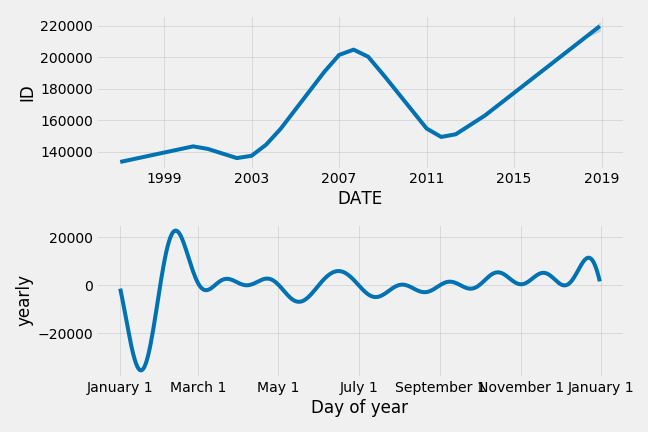 220000
200000
180000
160000
140000
ID
1999 2003 2007 2011 2015 2019
DATE
20000
0
−20000
yearly
January 1 March 1 May 1 July 1 September 1 November 1 January 1
Day of year